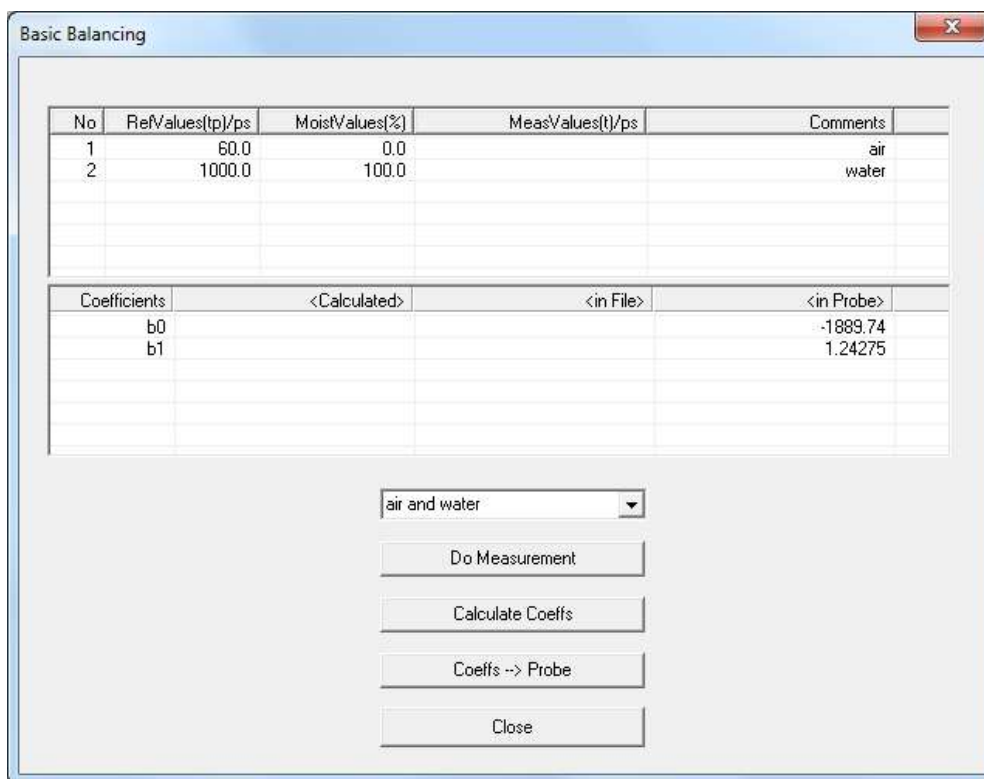 Basic Balancing
No RefValues(tp)/ps MoistValues(%) MeasValues(t)/ps Comments
1 60.0 0.0 air
2 1000.0 100.0 water
Coefficients <Calculated> <in File> <in Probe>
b0 -1889.74
b1 1.24275
air and water
Do Measurement
Calculate Coeffs
Coeffs --> Probe
Close